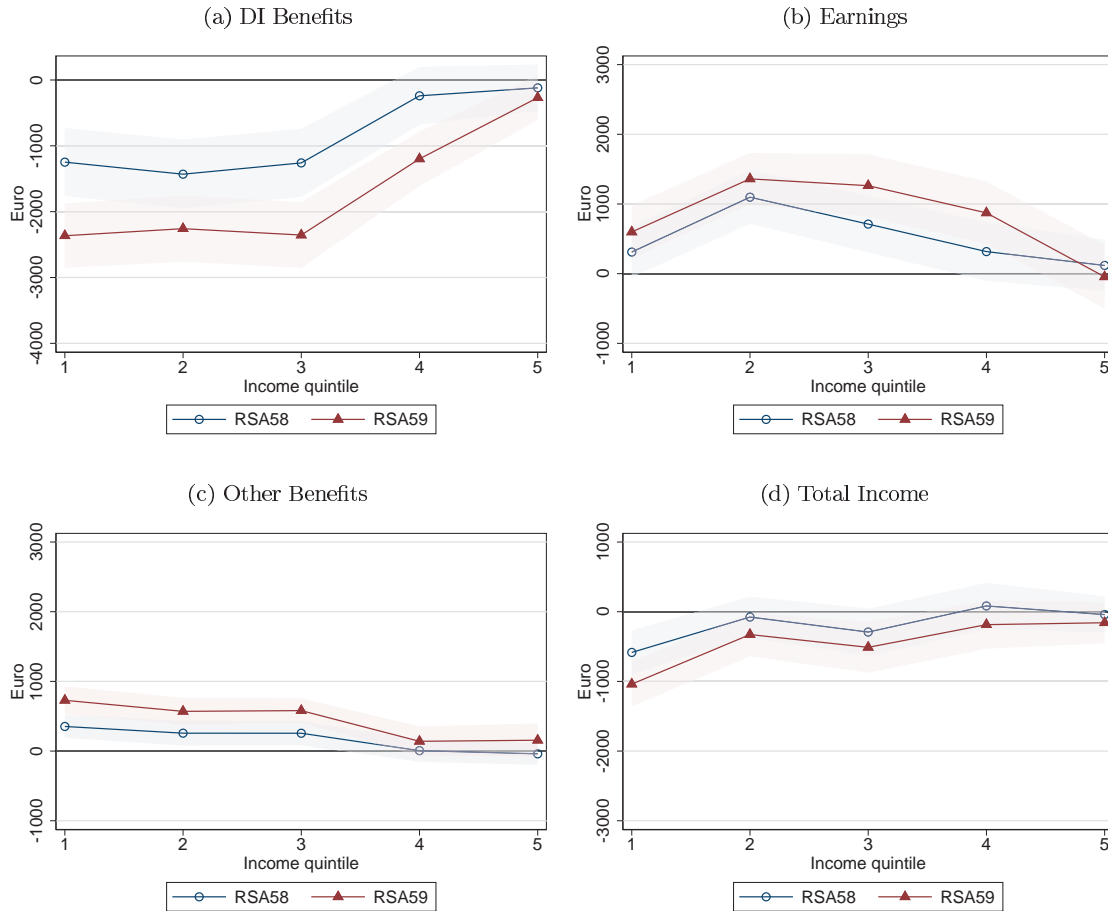 (a) DI Benefits
0
-1000
-2000
-3000
-4000
Euro
1 2 3 4 5
Income quintile
RSA58 RSA59
(b) Earnings
3000
2000
1000
0
-1000
Euro
1 2 3 4 5
Income quintile
RSA58 RSA59
(c) Other Benefits
3000
2000
1000
0
-1000
Euro
1 2 3 4 5
Income quintile
RSA58 RSA59
(d) Total Income
1000
0
-1000
-3000
Euro
1 2 3 4 5
Income quintile
RSA58 RSA59